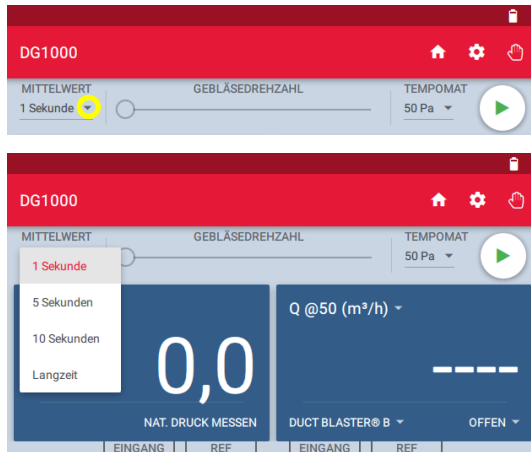 DG1000
MITTELWERT GEBLÄSEDREHZAHL TEMPOMAT
1 Sekunde 50 Pa
DG1000
MITTELWERT GEBLÄSEDREHZAHL TEMPOMAT
50 Pa
1 Sekunde
5 Sekunden
10 Sekunden
Langzeit
0,0
NAT. DRUCK MESSEN
Q @50 (m³/h)
----
DUCT BLASTER® B OFFEN
EINGANG REF EINGANG REF